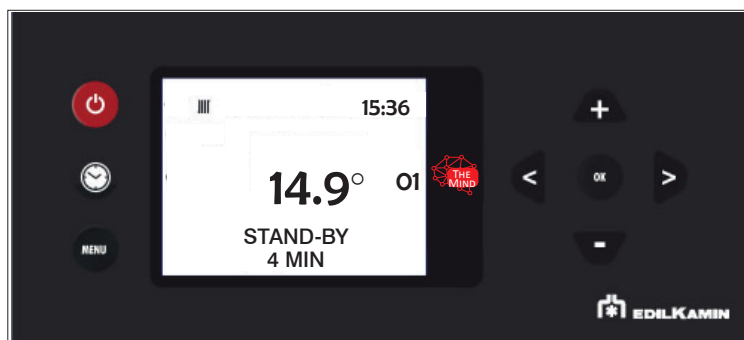 15:36
14.9°
01
THE
MIND
STAND-BY
4 MIN
MENU
+
<
OK
>
-
EDILKAMIN